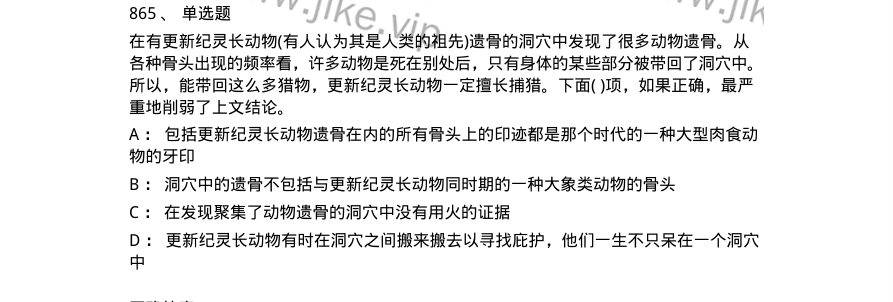 www.jlke.vip
865 、 单选题
在有更新纪灵长动物(有人认为其是人类的祖先)遗骨的洞穴中发现了很多动物遗骨。从
各种骨头出现的频率看，许多动物是死在别处后，只有身体的某些部分被带回了洞穴中。
所以，能带回这么多猎物，更新纪灵长动物一定擅长捕猎。下面( )项，如果正确，最严
重地削弱了上文结论。
A ： 包括更新纪灵长动物遗骨在内的所有骨头上的印迹都是那个时代的一种大型肉食动
物的牙印
B ： 洞穴中的遗骨不包括与更新纪灵长动物同时期的一种大象类动物的骨头
C ： 在发现聚集了动物遗骨的洞穴中没有用火的证据
D ： 更新纪灵长动物有时在洞穴之间搬来搬去以寻找庇护，他们一生不只呆在一个洞穴
中